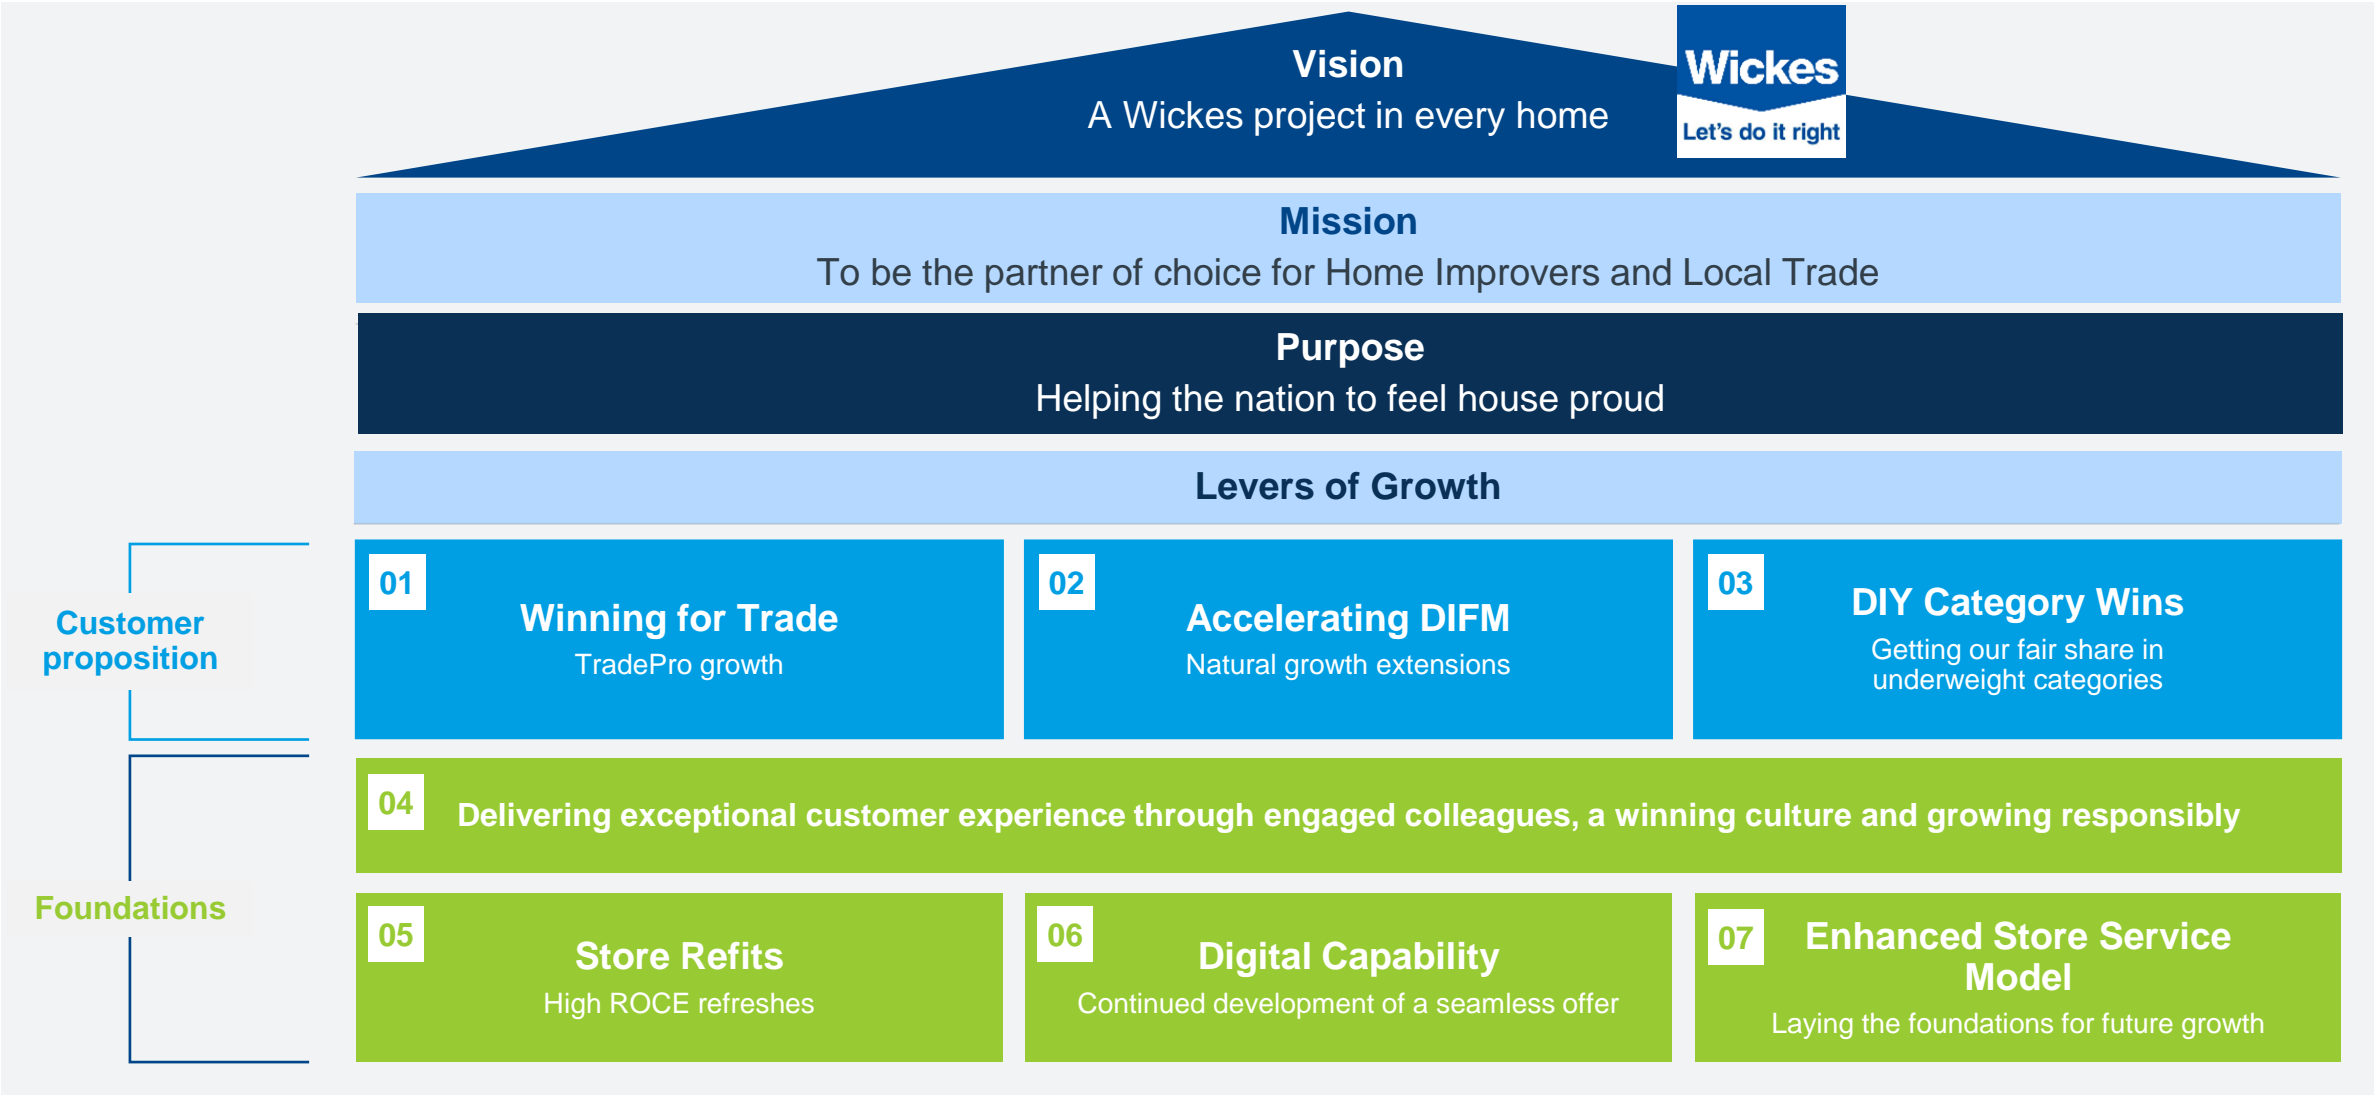 Vision
A Wickes project in every home
Wickes
Let's do it right
Mission
To be the partner of choice for Home Improvers and Local Trade
Purpose
Helping the nation to feel house proud
Levers of Growth
Customer
proposition
01
Winning for Trade
TradePro growth
02
Accelerating DIFM
Natural growth extensions
03
DIY Category Wins
Getting our fair share in
underweight categories
Foundations
04
Delivering exceptional customer experience through engaged colleagues, a winning culture and growing responsibly
05
Store Refits
High ROCE refreshes
06
Digital Capability
Continued development of a seamless offer
07
Enhanced Store Service
Model
Laying the foundations for future growth